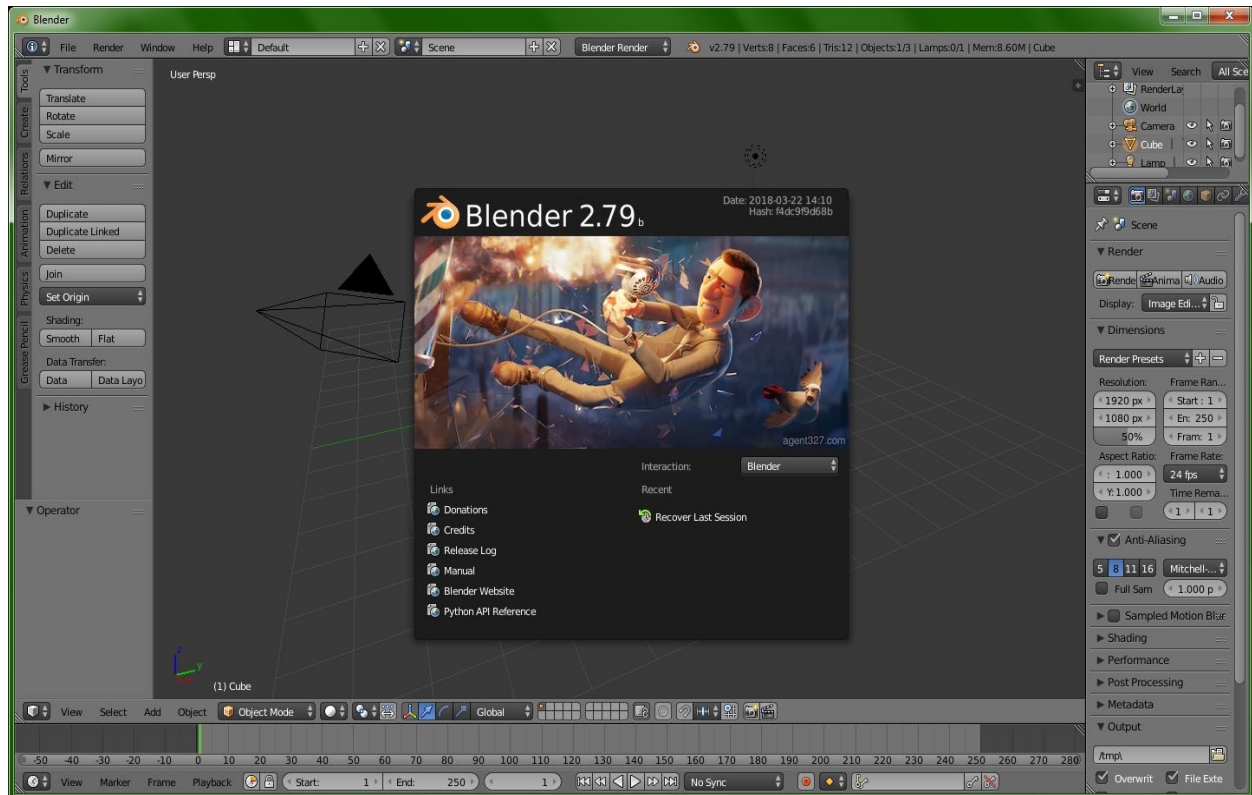 Blender
File Render Window Help Default Scene Blender Render v2.79 | Verts:8 | Faces:6 | Tris:12 | Objects:1/3 | Lamps:0/1 | Mem:8.60M | Cube
Tools
Create
Relations
Animation
Physics
Grease Pencil
Transform
Translate
Rotate
Scale
Mirror
Edit
Duplicate
Duplicate Linked
Delete
Join
Set Origin
Shading:
Smooth Flat
Data Transfer:
Data Data Layo
History
Operator
User Persp
Blender 2.79 b
Date: 2018-03-22 14:10
Hash: f4dc9f9d68b
agent327.com
Interaction: Blender
Links
Donations
Credits
Release Log
Manual
Blender Website
Python API Reference
Recent
Recover Last Session
z
y
(1) Cube
View Search All Sce
RenderLa
World
Camera
Cube
Lamp
Scene
Render
Rende Anima Audio
Display: Image Edi...
Dimensions
Render Presets
Resolution: Frame Ran...
1920 px Start : 1
1080 px En: 250
50% Fram: 1
Aspect Ratio: Frame Rate:
: 1.000 24 fps
Y: 1.000 Time Rema...
1 1
Anti-Aliasing
5 8 11 16 Mitchell-...
Full Sam 1.000 p
Sampled Motion Blur
Shading
Performance
Post Processing
Metadata
Output
/tmp\
Overwrit File Exte
View Select Add Object Object Mode Global
-50 -40 -30 -20 -10 0 10 20 30 40 50 60 70 80 90 100 110 120 130 140 150 160 170 180 190 200 210 220 230 240 250 260 270 280
View Marker Frame Playback Start: 1 End: 250 1 No Sync